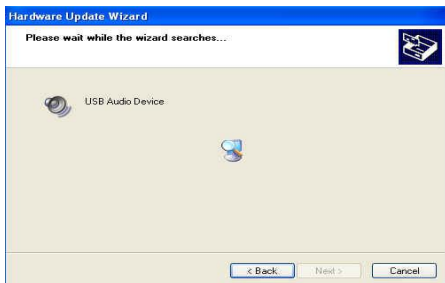 Hardware Update Wizard
Please wait while the wizard searches...
USB Audio Device
< Back Next > Cancel